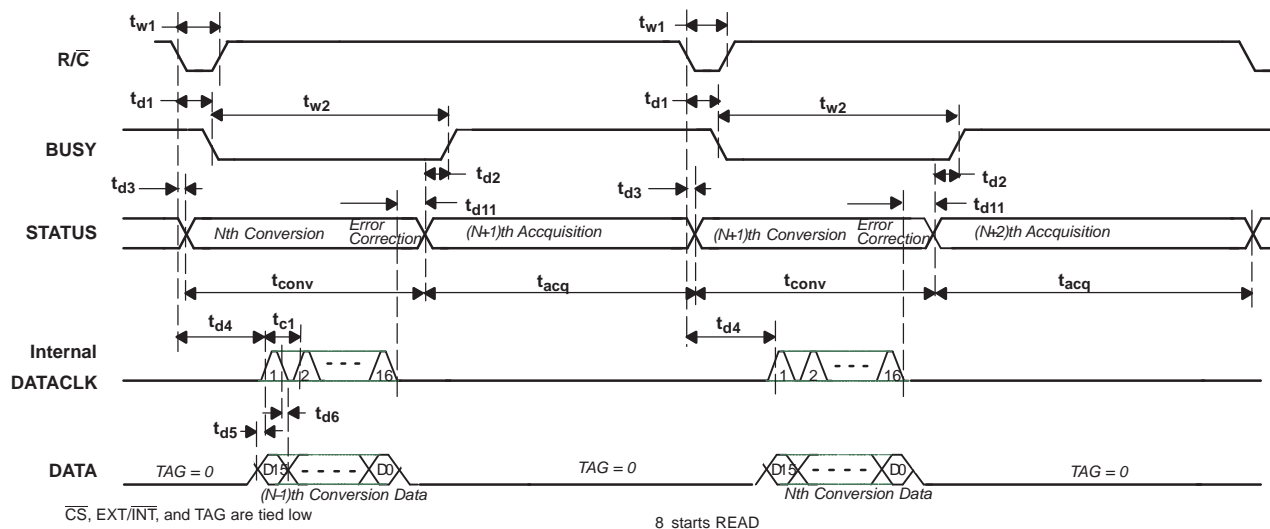 tw1 tw1
R/C̅
td1 tw2 td1 tw2
BUSY
td3 td2 td3 td2
td11 td11
STATUS Nth Conversion Error Correction (N+1)th Accquisition (N+1)th Conversion Error Correction (N+2)th Acquisition
tconv tacq tconv tacq
td4 tc1 td4
Internal DATACLK 1 2 - - - 16 1 2 - - - 16
td5 td6
DATA TAG = 0 D15 - - - - D0 TAG = 0 D15 - - - - D0 TAG = 0
(N-1)th Conversion Data Nth Conversion Data
C̅S̅, EXT/I̅N̅T̅, and TAG are tied low
8 starts READ